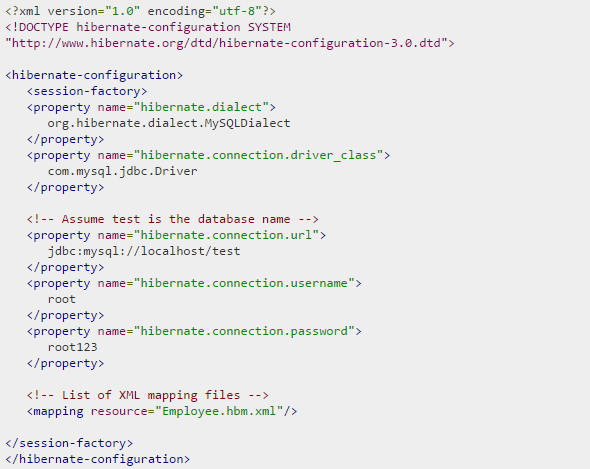 <?xml version="1.0" encoding="utf-8"?>
<!DOCTYPE hibernate-configuration SYSTEM
"http://www.hibernate.org/dtd/hibernate-configuration-3.0.dtd">

<hibernate-configuration>
   <session-factory>
   <property name="hibernate.dialect">
      org.hibernate.dialect.MySQLDialect
   </property>
   <property name="hibernate.connection.driver_class">
      com.mysql.jdbc.Driver
   </property>

   <!-- Assume test is the database name -->
   <property name="hibernate.connection.url">
      jdbc:mysql://localhost/test
   </property>
   <property name="hibernate.connection.username">
      root
   </property>
   <property name="hibernate.connection.password">
      root123
   </property>

   <!-- List of XML mapping files -->
   <mapping resource="Employee.hbm.xml"/>

</session-factory>
</hibernate-configuration>